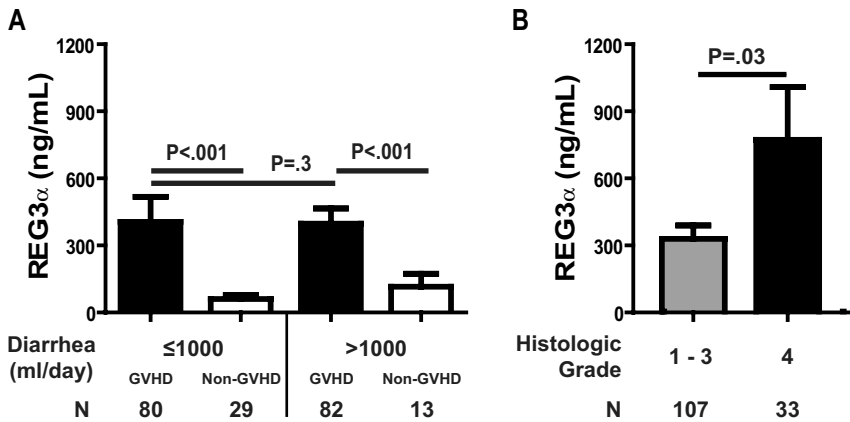 A
REG3α (ng/mL)
1200
900
600
300
0
P<.001
P=.3
P<.001
Diarrhea
(ml/day)
≤1000
>1000
GVHD Non-GVHD GVHD Non-GVHD
N 80 29 82 13
B
REG3α (ng/mL)
1200
900
600
300
0
P=.03
Histologic
Grade
1 - 3 4
N 107 33